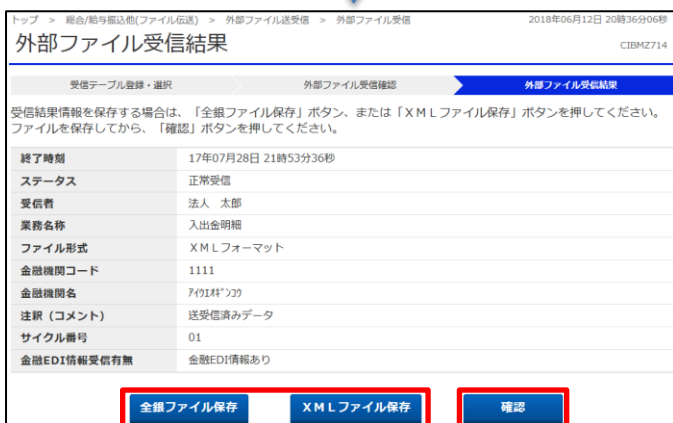 トップ > 総合/給与振込他(ファイル伝送) > 外部ファイル送受信 > 外部ファイル受信 2018年06月12日 20時36分06秒
外部ファイル受信結果 CIBMZ714
受信テーブル登録・選択 外部ファイル受信確認 外部ファイル受信結果
受信結果情報を保存する場合は、「全銀ファイル保存」ボタン、または「ＸＭＬファイル保存」ボタンを押してください。
ファイルを保存してから、「確認」ボタンを押してください。
終了時刻 17年07月28日 21時53分36秒
ステータス 正常受信
受信者 法人 太郎
業務名称 入出金明細
ファイル形式 ＸＭＬフォーマット
金融機関コード 1111
金融機関名 ｱｲｳｴｵｷﾞﾝｺｳ
注釈（コメント） 送受信済みデータ
サイクル番号 01
金融EDI情報受信有無 金融EDI情報あり
全銀ファイル保存 ＸＭＬファイル保存 確認